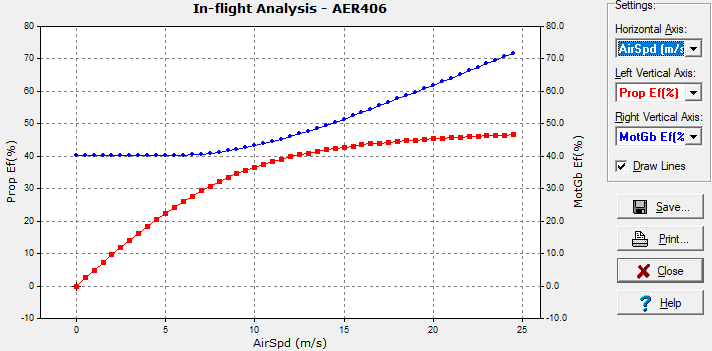 In-flight Analysis - AER406
80
70
60
50
40
30
20
10
0
-10
Prop Ef(%)
80.0
70.0
60.0
50.0
40.0
30.0
20.0
10.0
0.0
-10.0
MotGb Ef(%)
0
5
10
15
20
25
AirSpd (m/s)
Settings:
Horizontal Axis:
AirSpd (m/s
Left Vertical Axis:
Prop Ef(%)
Right Vertical Axis:
MotGb Ef(%
Draw Lines
Save...
Print...
Close
Help